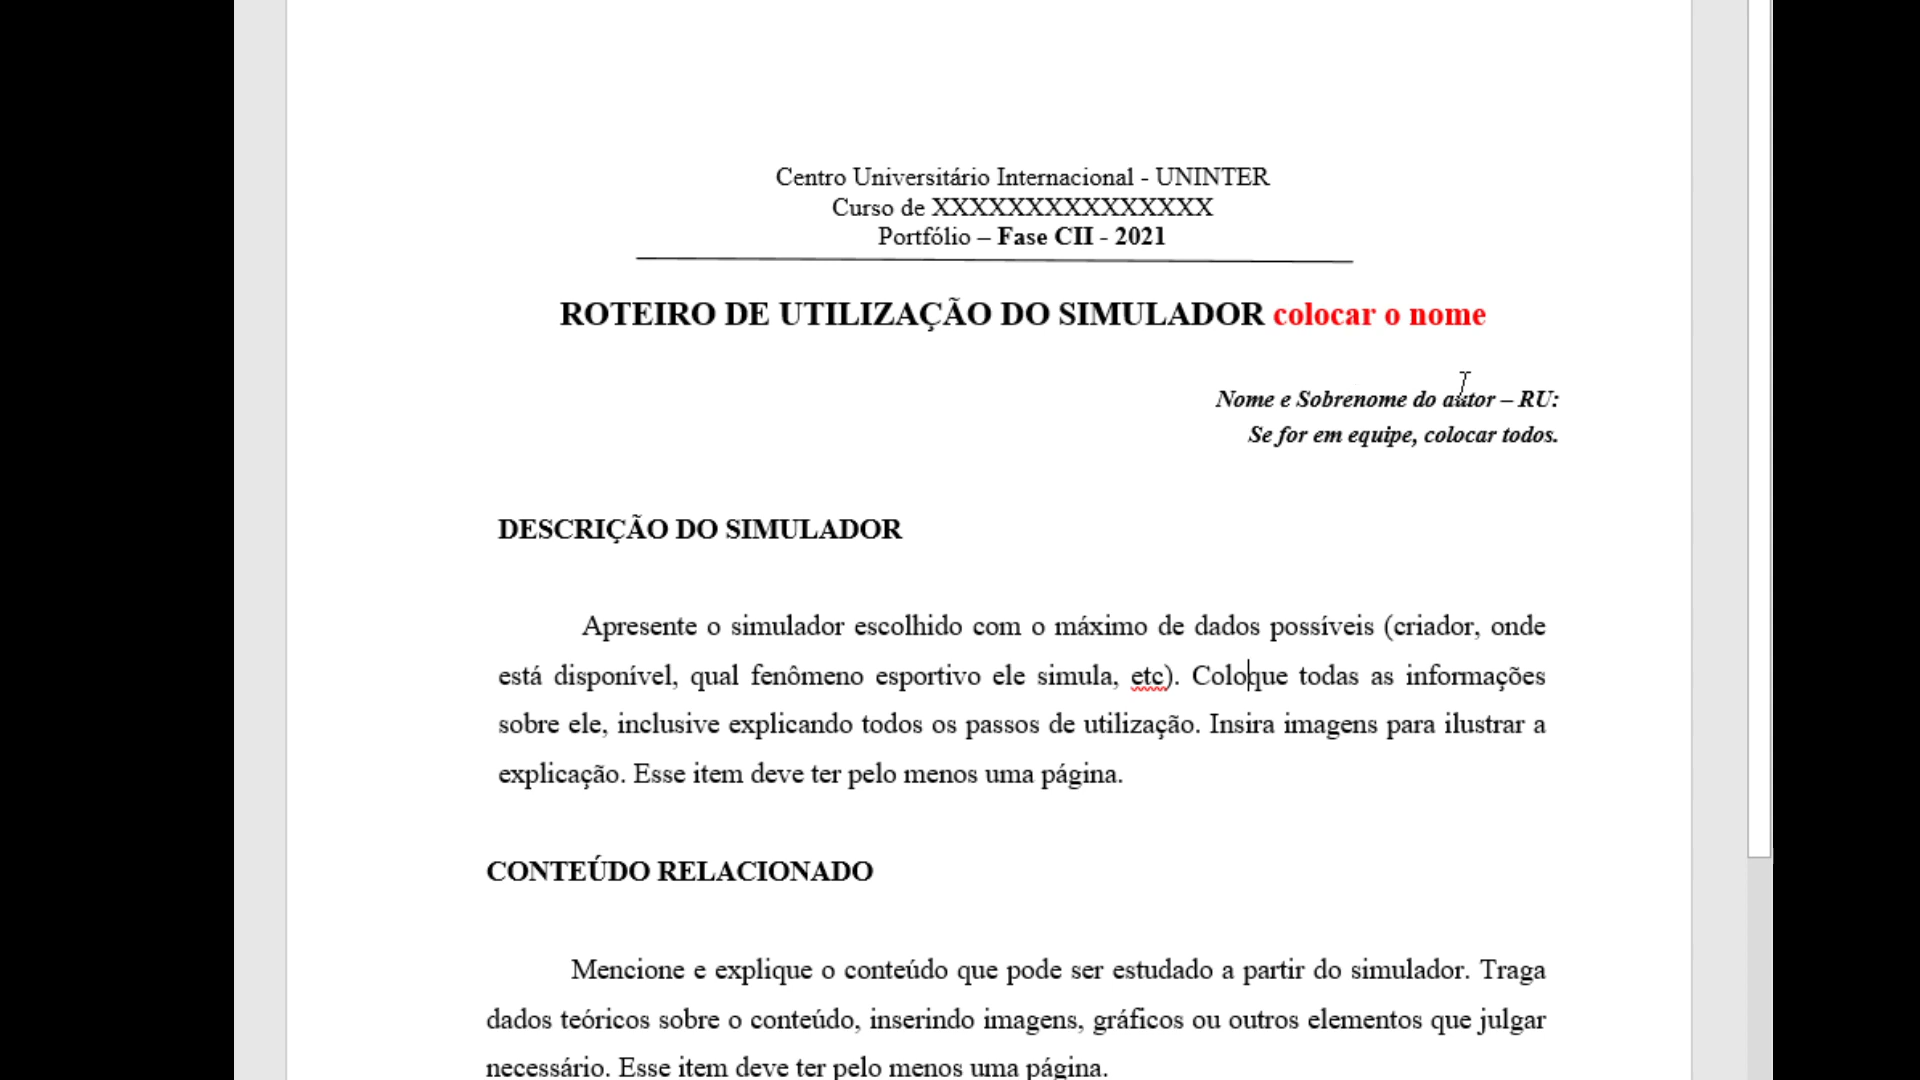 Centro Universitário Internacional - UNINTER
Curso de XXXXXXXXXXXXXXX
Portfólio – Fase CII - 2021
ROTEIRO DE UTILIZAÇÃO DO SIMULADOR colocar o nome
Nome e Sobrenome do autor – RU:
Se for em equipe, colocar todos.
DESCRIÇÃO DO SIMULADOR
Apresente o simulador escolhido com o máximo de dados possíveis (criador, onde
está disponível, qual fenômeno esportivo ele simula, etc). Coloque todas as informações
sobre ele, inclusive explicando todos os passos de utilização. Insira imagens para ilustrar a
explicação. Esse item deve ter pelo menos uma página.
CONTEÚDO RELACIONADO
Mencione e explique o conteúdo que pode ser estudado a partir do simulador. Traga
dados teóricos sobre o conteúdo, inserindo imagens, gráficos ou outros elementos que julgar
necessário. Esse item deve ter pelo menos uma página.